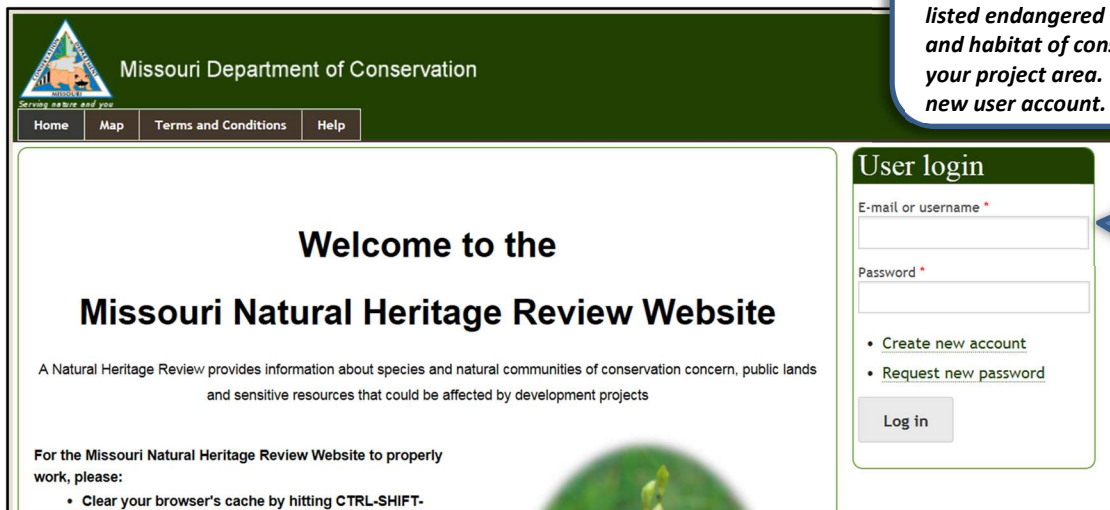 listed endangered
and habitat of cons
your project area.
new user account.
Missouri Department of Conservation
CONSERVATION
DEPARTMENT
MISSOURI
Serving nature and you
Home Map Terms and Conditions Help
Welcome to the
Missouri Natural Heritage Review Website
A Natural Heritage Review provides information about species and natural communities of conservation concern, public lands
and sensitive resources that could be affected by development projects
For the Missouri Natural Heritage Review Website to properly
work, please:
• Clear your browser's cache by hitting CTRL-SHIFT-
User login
E-mail or username *
Password *
• Create new account
• Request new password
Log in